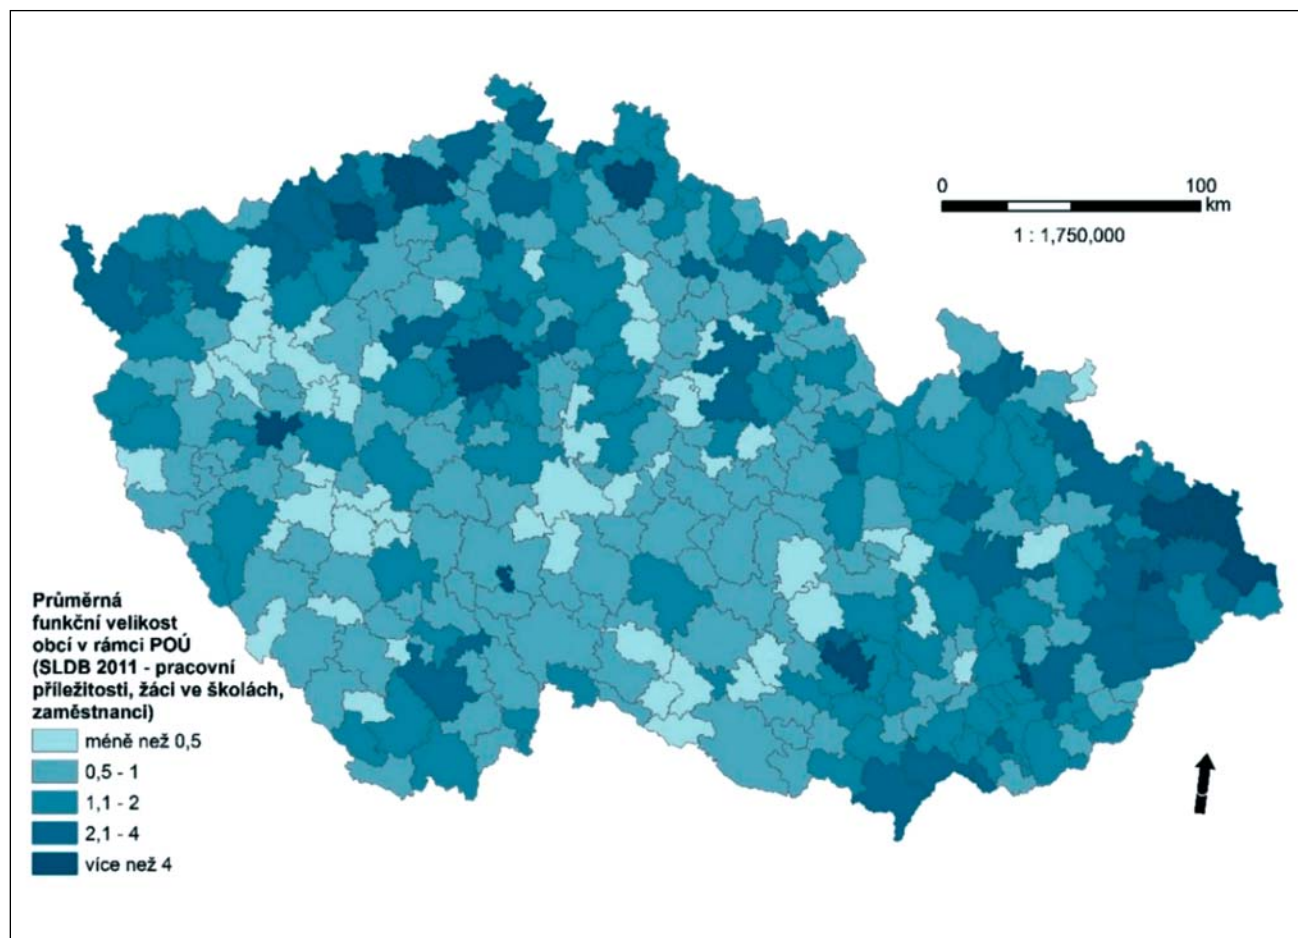 0 100
km
1 : 1,750,000
Průměrná
funkční velikost
obcí v rámci POÚ
(SLDB 2011 - pracovní
příležitosti, žáci ve školách,
zaměstnanci)
méně než 0,5
0,5 - 1
1,1 - 2
2,1 - 4
více než 4